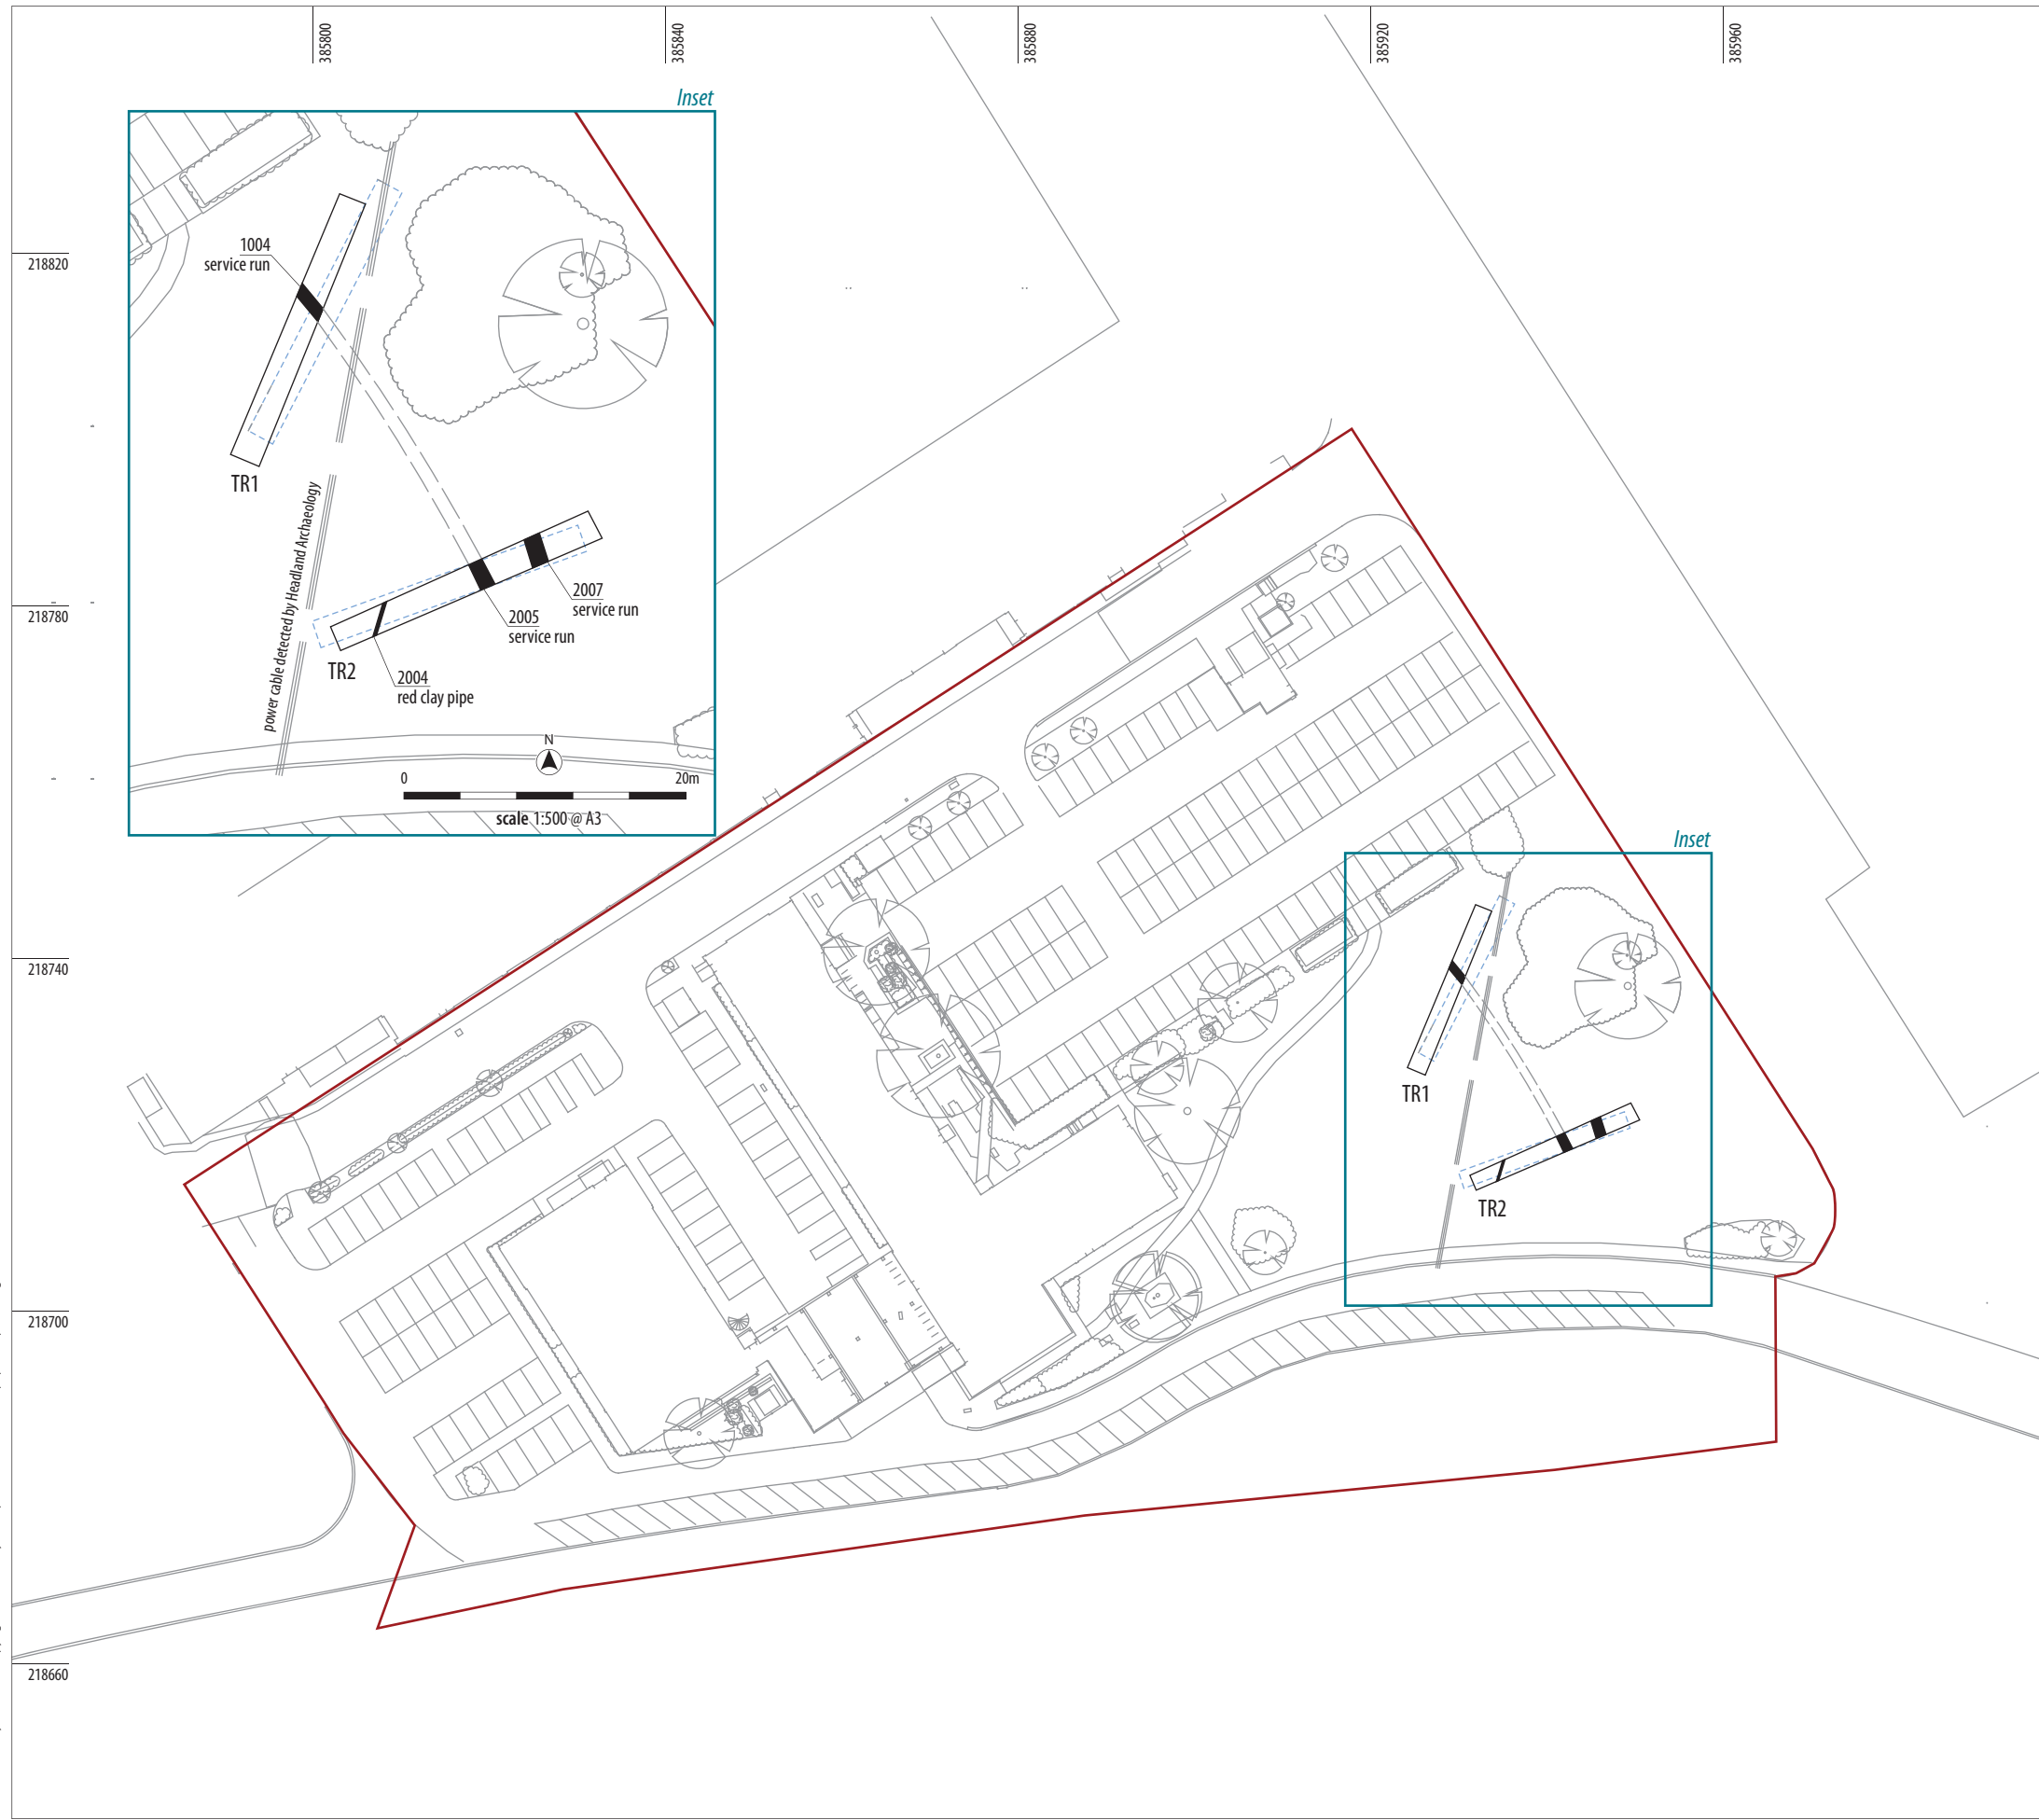 385800
385840
385880
385920
385960
Inset
218820
1004
service run
TR1
power cable detected by Headland Archaeology
218780
2007
service run
2005
service run
TR2
2004
red clay pipe
N
0 20m
scale 1:500 @ A3
Inset
218740
TR1
TR2
218700
218660